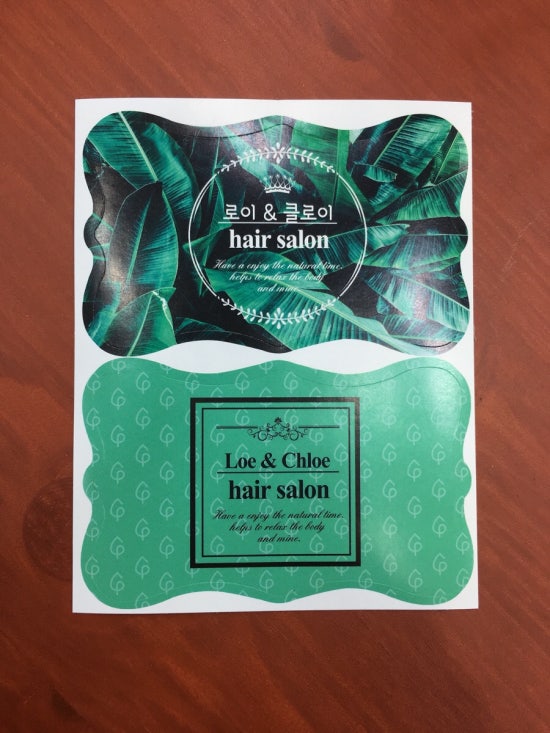 로이 & 클로이
hair salon
Have a enjoy the natural time.
helps to relax the body
and mine.
Loe & Chloe
hair salon
Have a enjoy the natural time.
helps to relax the body
and mine.